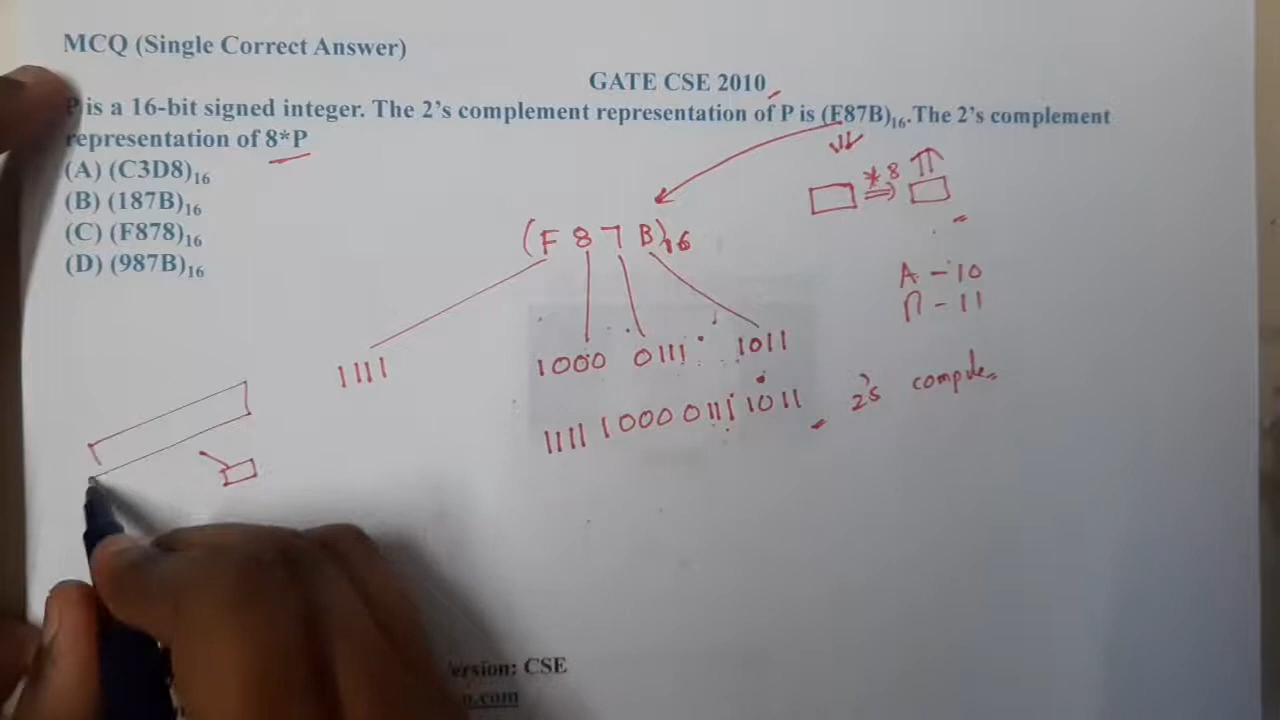 MCQ (Single Correct Answer)
GATE CSE 2010
P is a 16-bit signed integer. The 2's complement representation of P is (F87B)16.The 2's complement
representation of 8*P
(A) (C3D8)16
(B) (187B)16
(C) (F878)16
(D) (987B)16
* 8
(F 8 7 B)16
A - 10
- 11
1111 1000 0111 1011
1111 1000 0111 1011 2's
ersion: CSE
.com